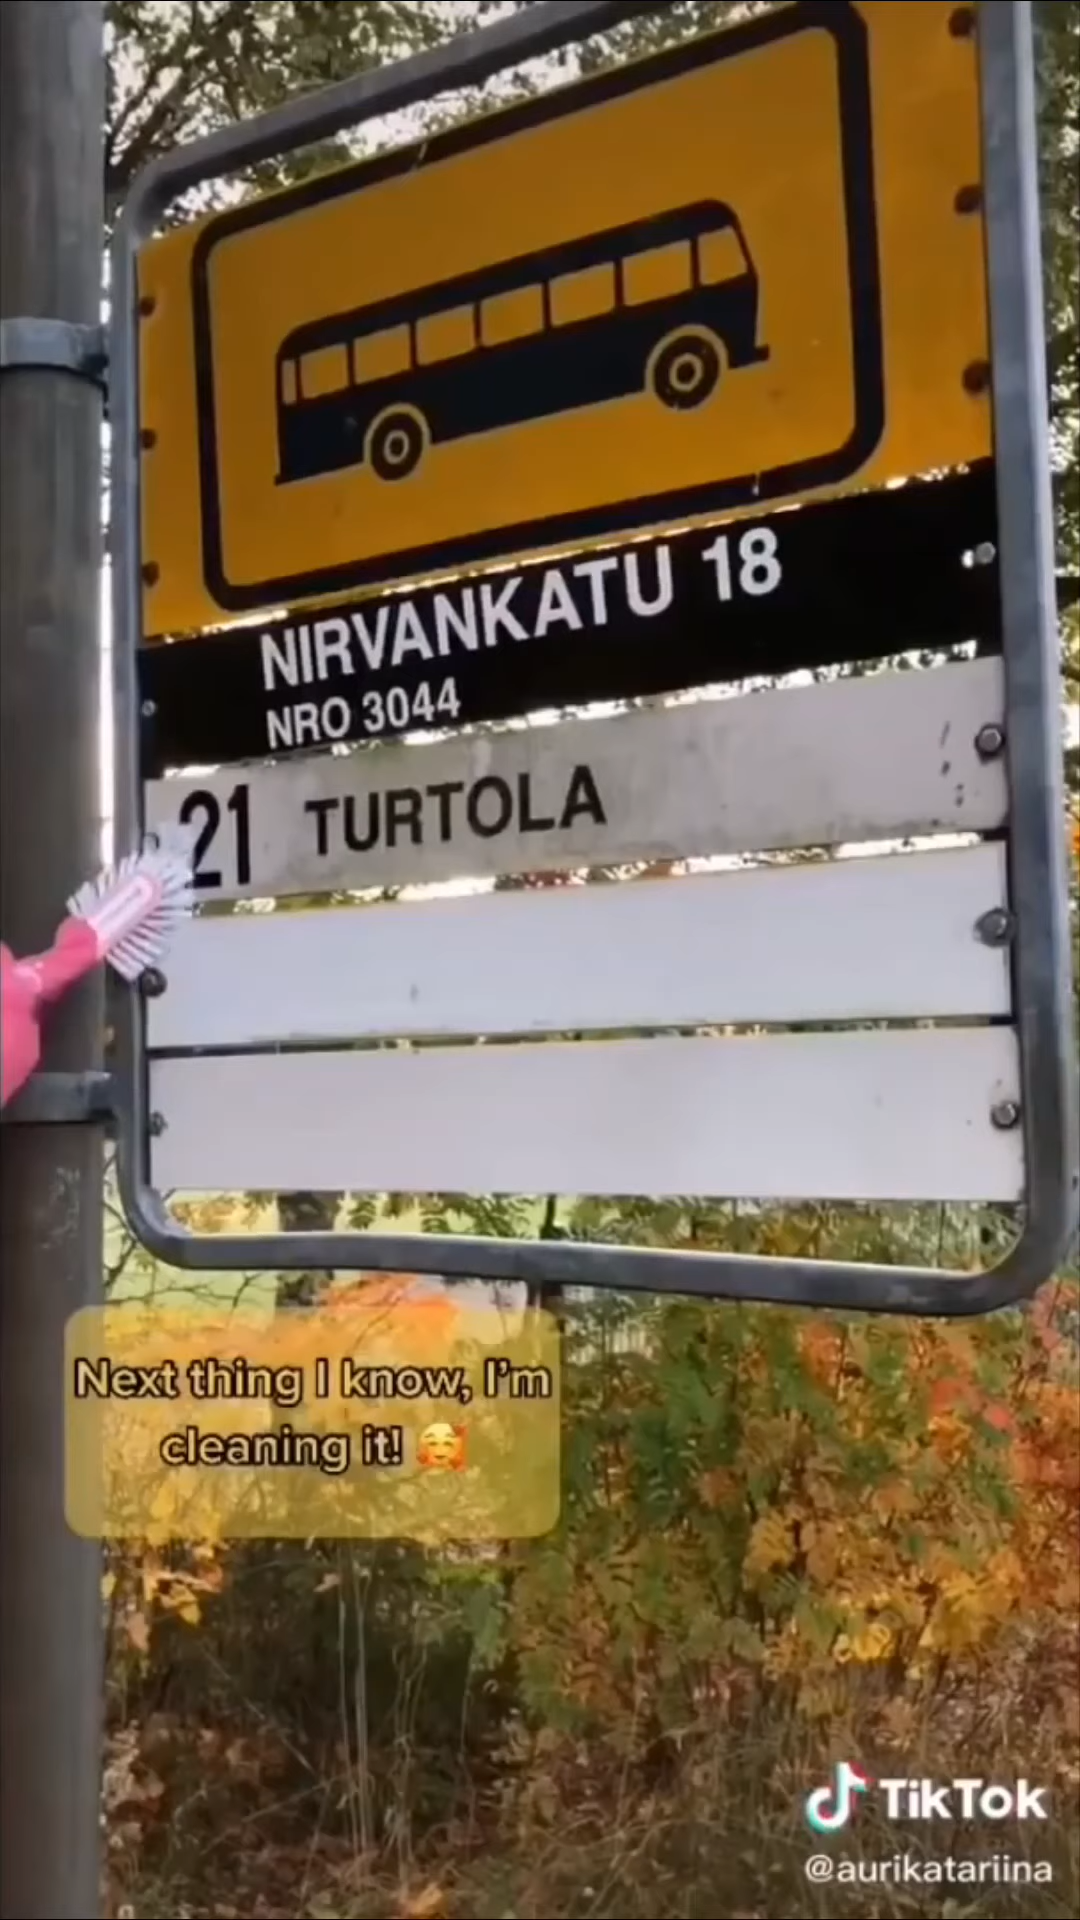 NIRVANKATU 18
NRO 3044
21 TURTOLA
Next thing I know, I'm
cleaning it! 🥰
TikTok
@aurikatariina